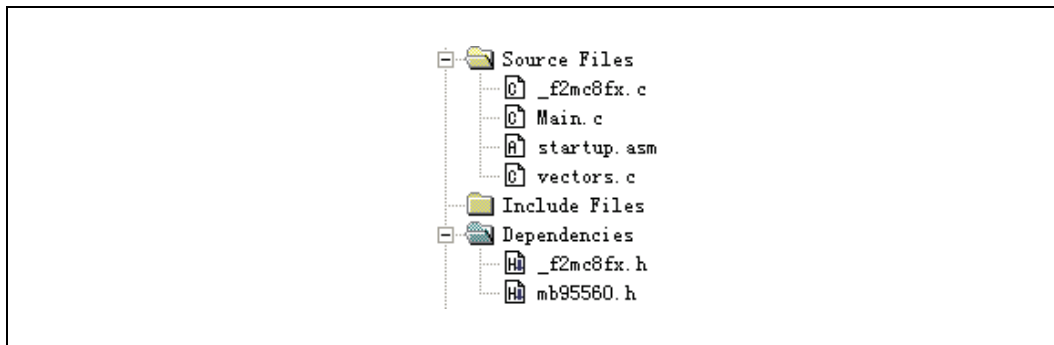 Source Files
_f2mc8fx.c
Main.c
startup.asm
vectors.c
Include Files
Dependencies
_f2mc8fx.h
mb95560.h